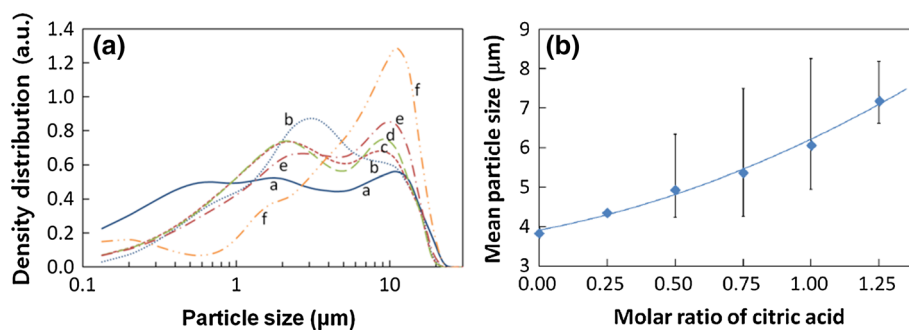 (a)
Density distribution (a.u.)
1.4
1.2
1.0
0.8
0.6
0.4
0.2
0.0
b
f
e
d
c
b
e
a
a
f
0.1 1 10
Particle size (μm)
(b)
Mean particle size (μm)
9
8
7
6
5
4
3
0.00 0.25 0.50 0.75 1.00 1.25
Molar ratio of citric acid